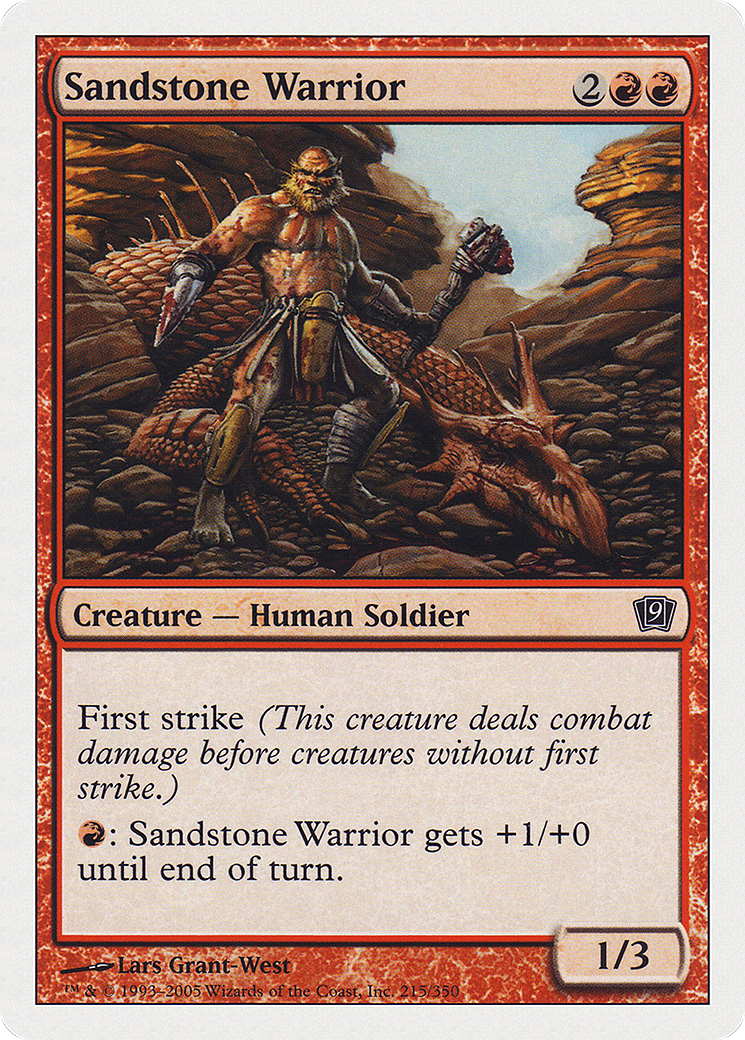 Sandstone Warrior
2
Creature — Human Soldier
9
First strike (This creature deals combat
damage before creatures without first
strike.)
: Sandstone Warrior gets +1/+0
until end of turn.
1/3
Lars Grant-West
™ & © 1993–2005 Wizards of the Coast, Inc. 215/350